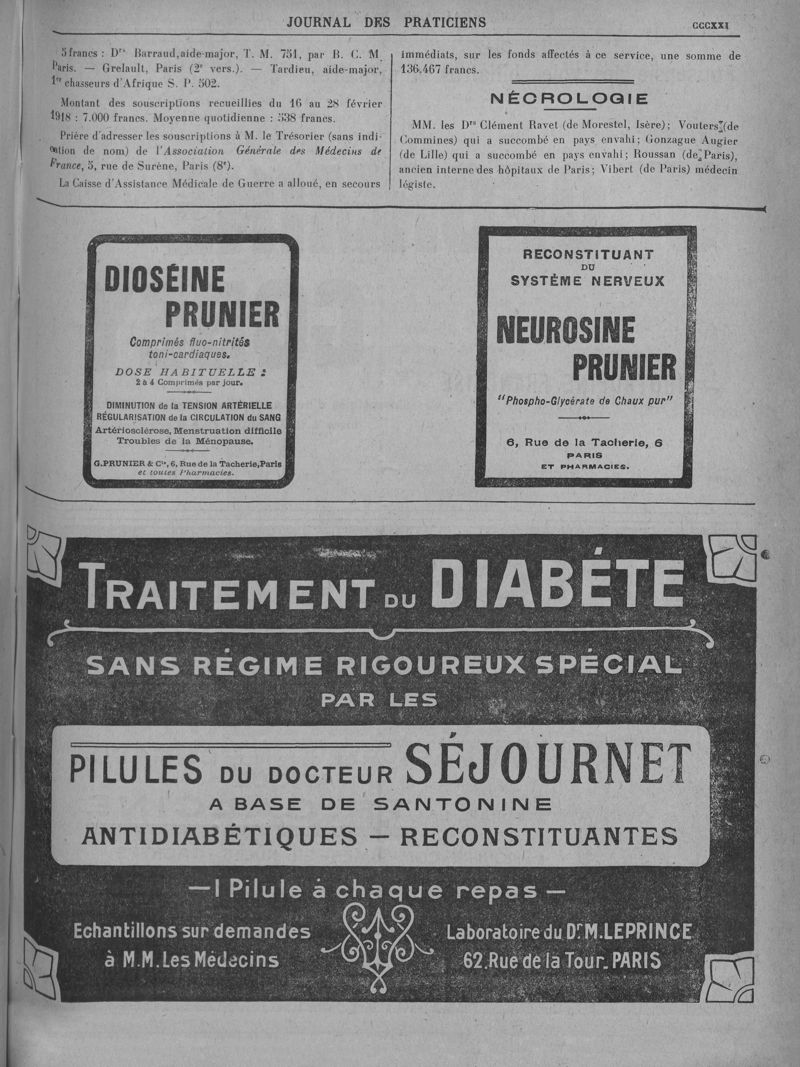 JOURNAL DES PRATICIENS
CCCXXI
5 francs : Drs Barraud, aide-major, T. M. 751, par B. C. M.
Paris. — Grelault, Paris (2e vers.). — Tardieu, aide-major,
1er chasseurs d'Afrique S. P. 502.
Montant des souscriptions recueillies du 16 au 28 février
1918 : 7.000 francs. Moyenne quotidienne : 538 francs.
Prière d'adresser les souscriptions à M. le Trésorier (sans indi-
cation de nom) de l'Association Générale des Médecins de
France, 5, rue de Surène, Paris (8e).
La Caisse d'Assistance Médicale de Guerre a alloué, en secours
immédiats, sur les fonds affectés à ce service, une somme de
136.467 francs.
NÉCROLOGIE
MM. les Drs Clément Ravet (de Morestel, Isère); Vouters (de
Commines) qui a succombé en pays envahi; Gonzague Augier
(de Lille) qui a succombé en pays envahi; Roussan (de Paris),
ancien interne des hôpitaux de Paris; Vibert (de Paris) médecin
légiste.
DIOSÉINE
PRUNIER
Comprimés fluo-nitrités
toni-cardiaques.
DOSE HABITUELLE :
2 à 4 Comprimés par jour.
DIMINUTION de la TENSION ARTÉRIELLE
RÉGULARISATION de la CIRCULATION du SANG
Artériosclérose, Menstruation difficile
Troubles de la Ménopause.
G. PRUNIER & Cie, 6, Rue de la Tacherie, Paris
et toutes Pharmacies.
RECONSTITUANT
DU
SYSTÈME NERVEUX
NEUROSINE
PRUNIER
"Phospho-Glycérate de Chaux pur"
6, Rue de la Tacherie, 6
PARIS
ET PHARMACIES.
TRAITEMENT DU DIABÉTE
SANS RÉGIME RIGOUREUX SPÉCIAL
PAR LES
PILULES DU DOCTEUR SÉJOURNET
A BASE DE SANTONINE
ANTIDIABÉTIQUES — RECONSTITUANTES
— 1 Pilule à chaque repas —
Echantillons sur demandes
à M.M. Les Médecins
Laboratoire du Dr M. LEPRINCE
62. Rue de la Tour. PARIS